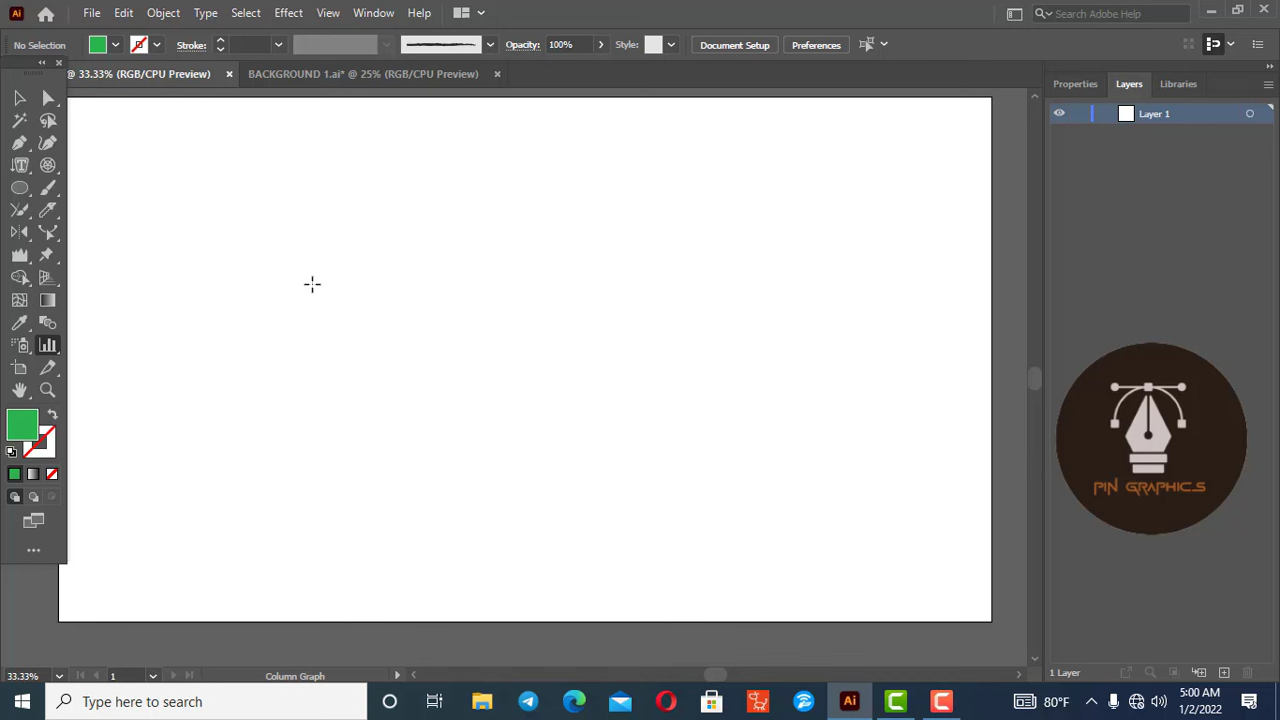 Ai File Edit Object Type Select Effect View Window Help Search Adobe Help
No Selection Stroke: Opacity: 100% Style: Document Setup Preferences
@ 33.33% (RGB/CPU Preview) BACKGROUND 1.ai* @ 25% (RGB/CPU Preview)
Properties Layers Libraries
Layer 1
PIN GRAPHICS
33.33% 1 Column Graph 1 Layer
Type here to search Ai 80°F 5:00 AM
1/2/2022